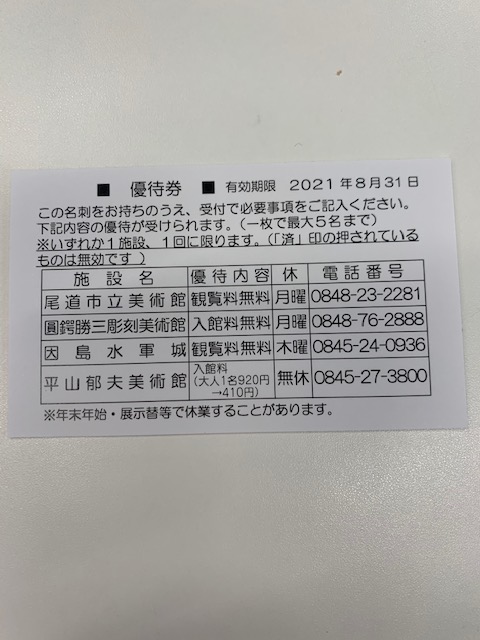 ■ 優待券 ■ 有効期限 2021年8月31日
この名刺をお持ちのうえ、受付で必要事項をご記入ください。
下記内容の優待が受けられます。(一枚で最大5名まで)
※いずれか1施設、1回に限ります。(「済」印の押されている
ものは無効です )
施設名 優待内容 休 電話番号
尾道市立美術館 観覧料無料 月曜 0848-23-2281
圓鍔勝三彫刻美術館 入館料無料 月曜 0848-76-2888
因島水軍城 観覧料無料 木曜 0845-24-0936
平山郁夫美術館 入館料 (大人1名920円 →410円) 無休 0845-27-3800
※年末年始・展示替等で休業することがあります。